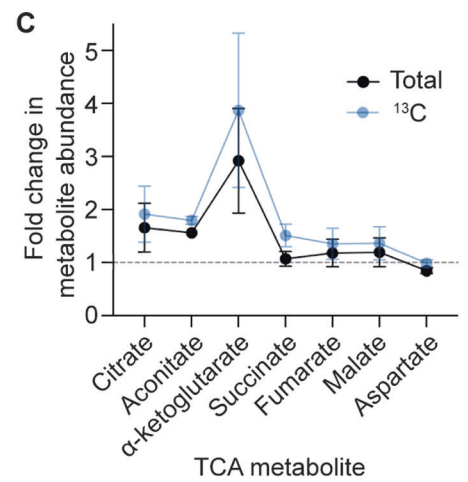 C
Fold change in
metabolite abundance
5
4
3
2
1
0
Total
¹³C
Citrate
Aconitate
α-ketoglutarate
Succinate
Fumarate
Malate
Aspartate
TCA metabolite